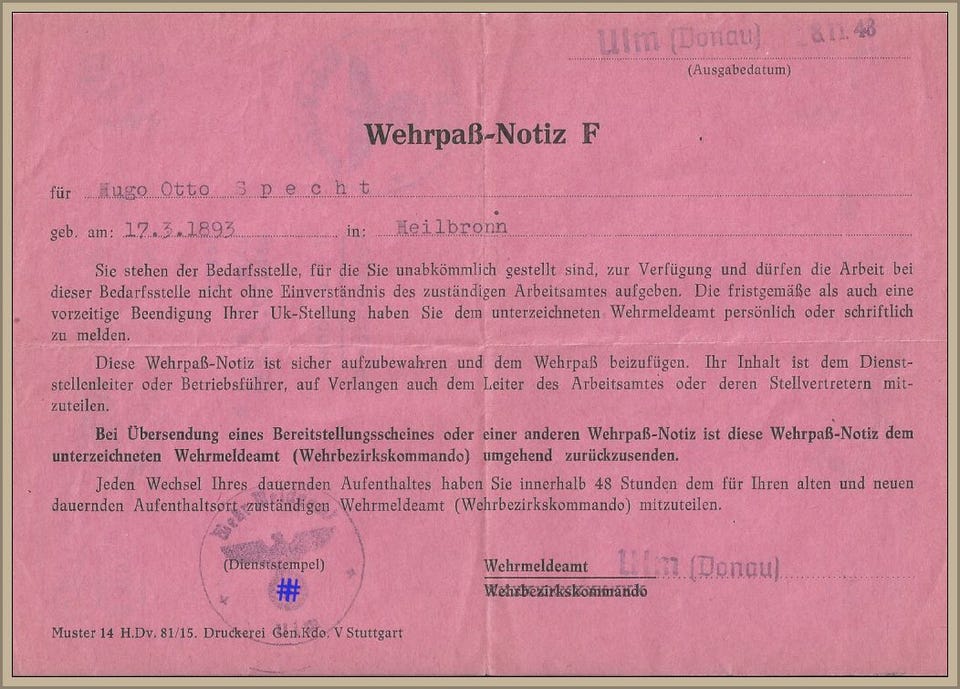 Ulm (Donau)
(Ausgabedatum)
Wehrpaß-Notiz F
für Hugo Otto Specht
geb. am: 17.3.1893 in: Heilbronn
Sie stehen der Bedarfsstelle, für die Sie unabkömmlich gestellt sind, zur Verfügung und dürfen die Arbeit bei
dieser Bedarfsstelle nicht ohne Einverständnis des zuständigen Arbeitsamtes aufgeben. Die fristgemäße als auch eine
vorzeitige Beendigung Ihrer Uk-Stellung haben Sie dem unterzeichneten Wehrmeldeamt persönlich oder schriftlich
zu melden.
Diese Wehrpaß-Notiz ist sicher aufzubewahren und dem Wehrpaß beizufügen. Ihr Inhalt ist dem Dienst-
stellenleiter oder Betriebsführer, auf Verlangen auch dem Leiter des Arbeitsamtes oder deren Stellvertretern mit-
zuteilen.
Bei Übersendung eines Bereitstellungsscheines oder einer anderen Wehrpaß-Notiz ist diese Wehrpaß-Notiz dem
unterzeichneten Wehrmeldeamt (Wehrbezirkskommando) umgehend zurückzusenden.
Jeden Wechsel Ihres dauernden Aufenthaltes haben Sie innerhalb 48 Stunden dem für Ihren alten und neuen
dauernden Aufenthaltsort zuständigen Wehrmeldeamt (Wehrbezirkskommando) mitzuteilen.
(Dienststempel)
Wehrmeldeamt Ulm (Donau)
Wehrbezirkskommando
Muster 14 H.Dv. 81/15. Druckerei Gen.Kdo. V Stuttgart